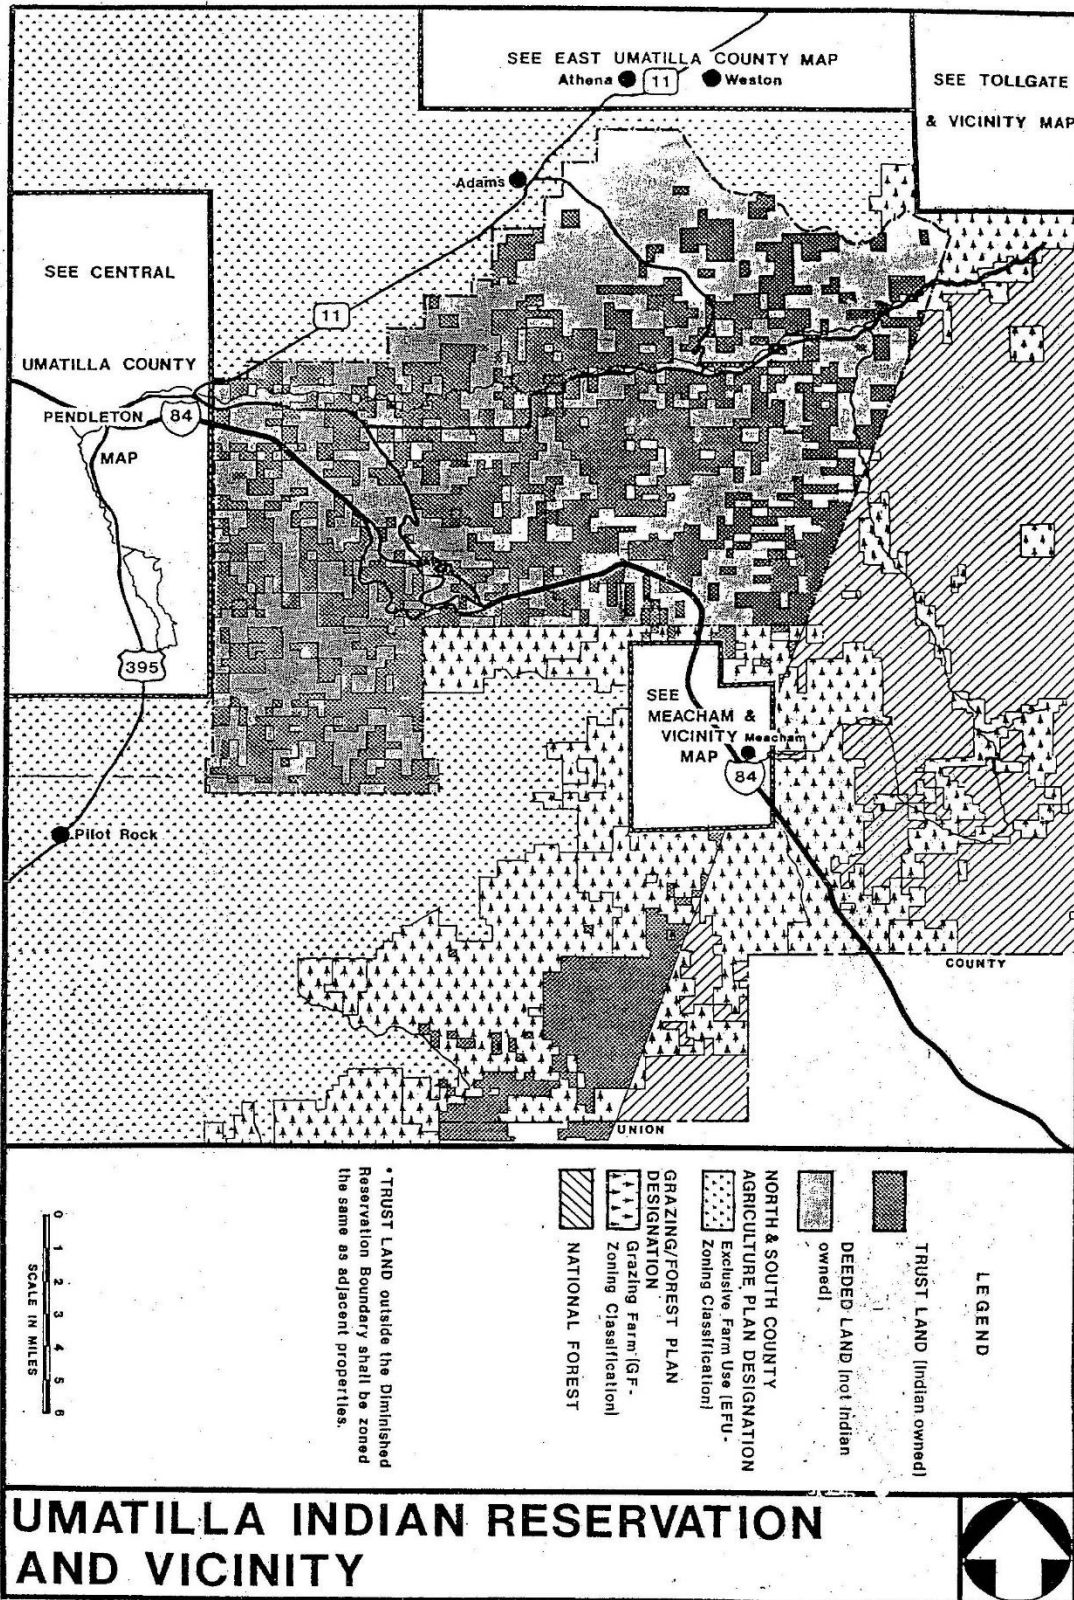 SEE EAST UMATILLA COUNTY MAP
Athena
11
Weston
SEE TOLLGATE
& VICINITY MAP
Adams
SEE CENTRAL
11
UMATILLA COUNTY
PENDLETON
84
MAP
395
SEE
MEACHAM &
VICINITY
Meacham
MAP
84
Pilot Rock
COUNTY
UNION
LEGEND
TRUST LAND (Indian owned)
DEEDED LAND (not Indian
owned)
NORTH & SOUTH COUNTY
AGRICULTURE PLAN DESIGNATION
Exclusive Farm Use (EFU-
Zoning Classification)
GRAZING/FOREST PLAN
DESIGNATION
Grazing Farm (GF-
Zoning Classification)
NATIONAL FOREST
* TRUST LAND outside the Diminished
Reservation Boundary shall be zoned
the same as adjacent properties.
0 1 2 3 4 5 6
SCALE IN MILES
UMATILLA INDIAN RESERVATION
AND VICINITY